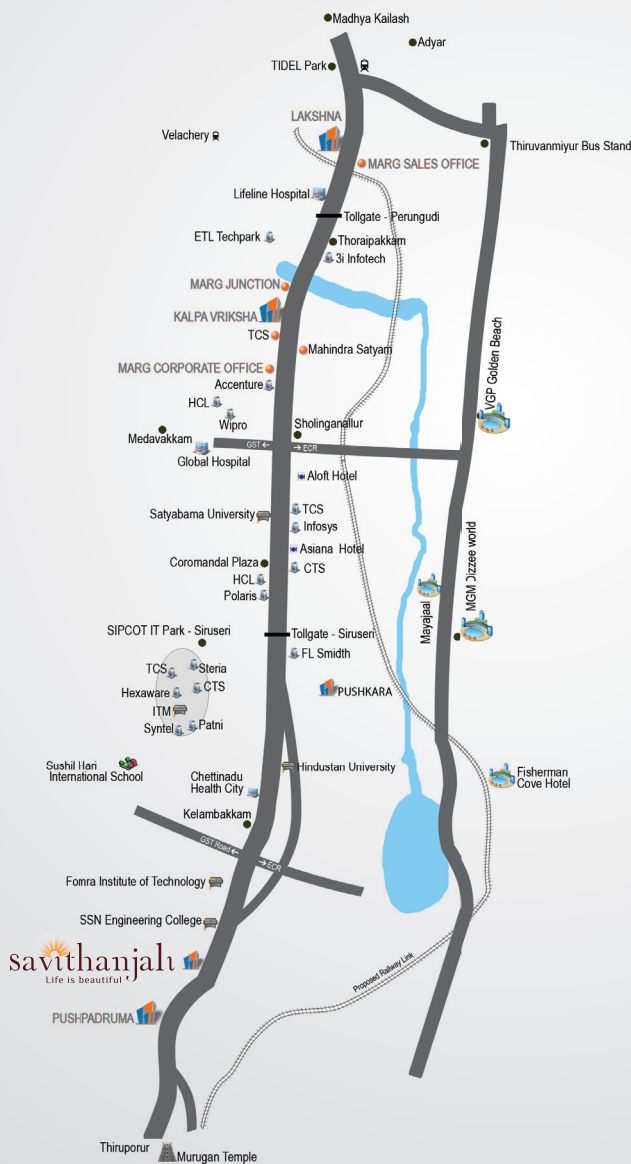 Madhya Kailash
Adyar
TIDEL Park
LAKSHNA
Velachery
Thiruvanmiyur Bus Stand
MARG SALES OFFICE
Lifeline Hospital
Tollgate - Perungudi
ETL Techpark
Thoraipakkam
3i Infotech
MARG JUNCTION
KALPA VRIKSHA
TCS
Mahindra Satyam
MARG CORPORATE OFFICE
Accenture
VGP Golden Beach
HCL
Wipro
Sholinganallur
Medavakkam
GST ← → ECR
Global Hospital
Aloft Hotel
Satyabama University
TCS
Infosys
Asiana Hotel
Coromandal Plaza
CTS
HCL
Polaris
Mayajaal
MGM Dizzee world
SIPCOT IT Park - Siruseri
Tollgate - Siruseri
FL Smidth
TCS
Steria
Hexaware
CTS
PUSHKARA
ITM
Syntel
Patni
Sushil Hari
International School
Hindustan University
Chettinadu
Health City
Fisherman
Cove Hotel
Kelambakkam
GST Road ← → ECR
Fomra Institute of Technology
SSN Engineering College
savithanjali
Life is beautiful
Proposed Railway Link
PUSHPADRUMA
Thiruporur
Murugan Temple